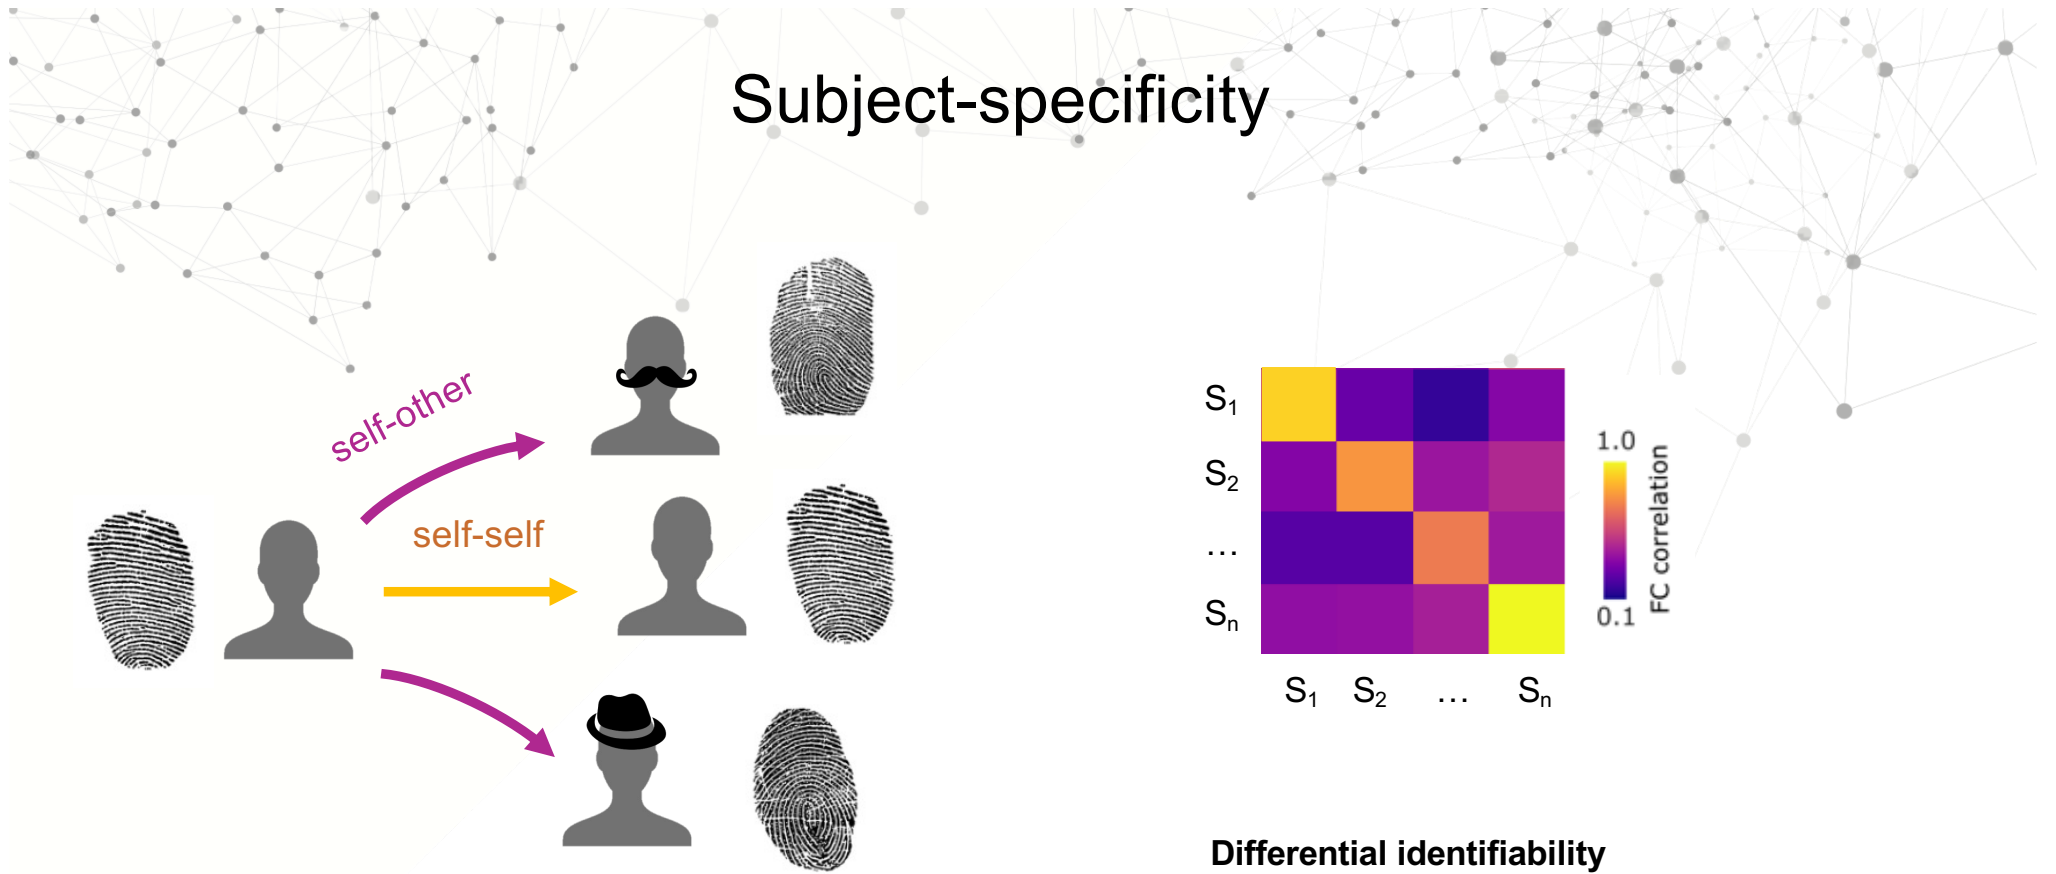 Subject-specificity
self-other
self-self
S₁
S₂
…
Sₙ
S₁ S₂ … Sₙ
1.0
0.1
FC correlation
Differential identifiability